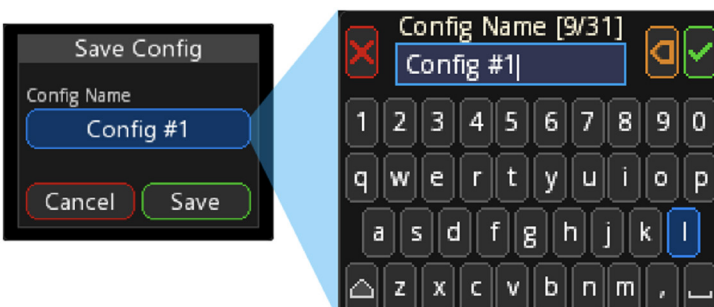 Save Config
Config Name
Config #1
Cancel Save
Config Name [9/31]
Config #1
1 2 3 4 5 6 7 8 9 0
q w e r t y u i o p
a s d f g h j k l
z x c v b n m ,